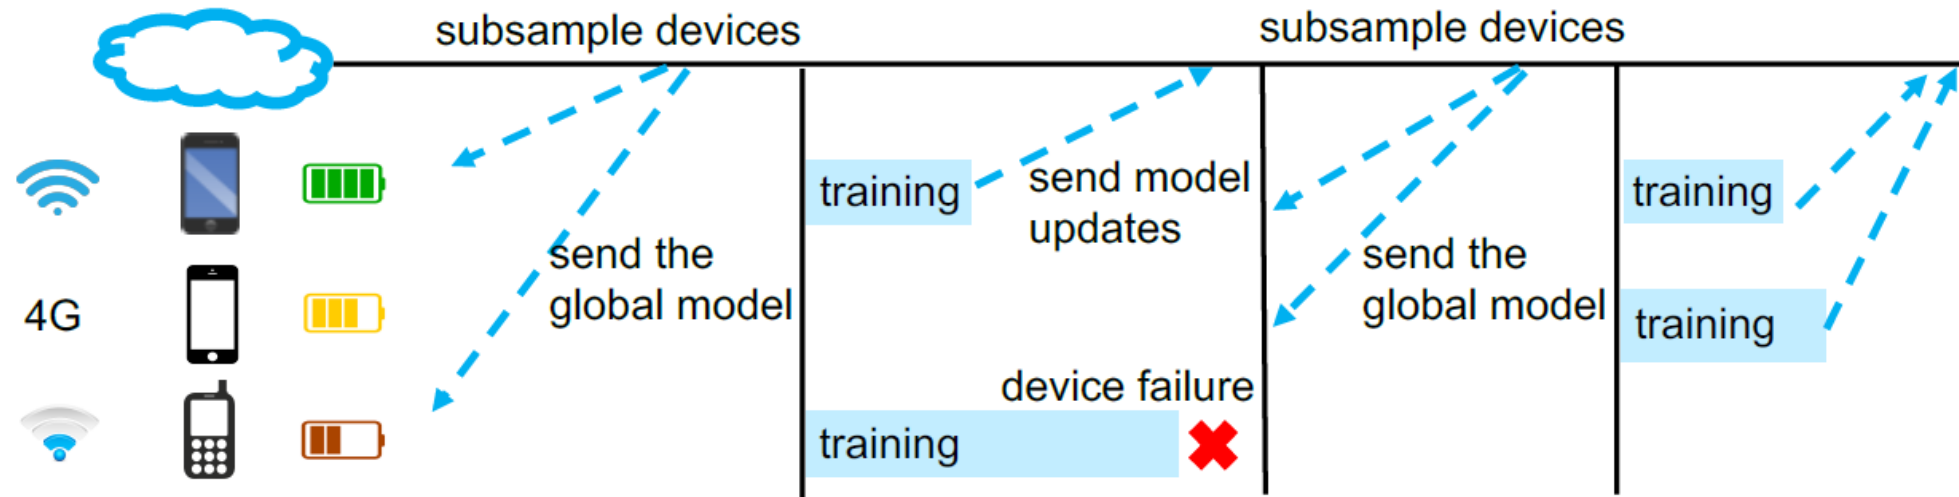 subsample devices
subsample devices
training
send model
updates
training
send the
global model
send the
global model
4G
training
device failure
training